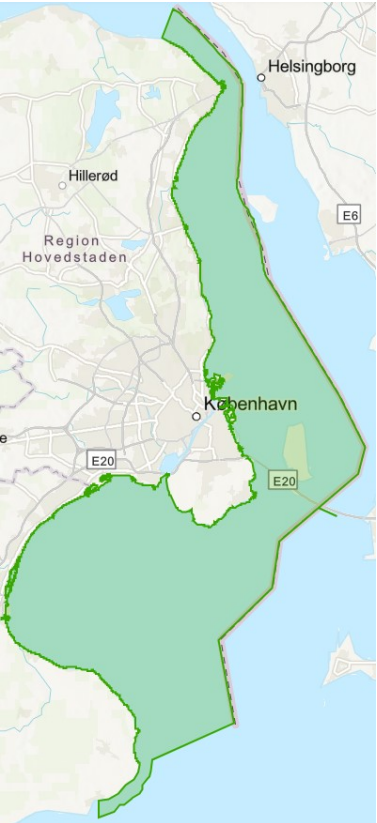 Helsingborg
Hillerød
E6
Region
Hovedstaden
København
e
E20
E20